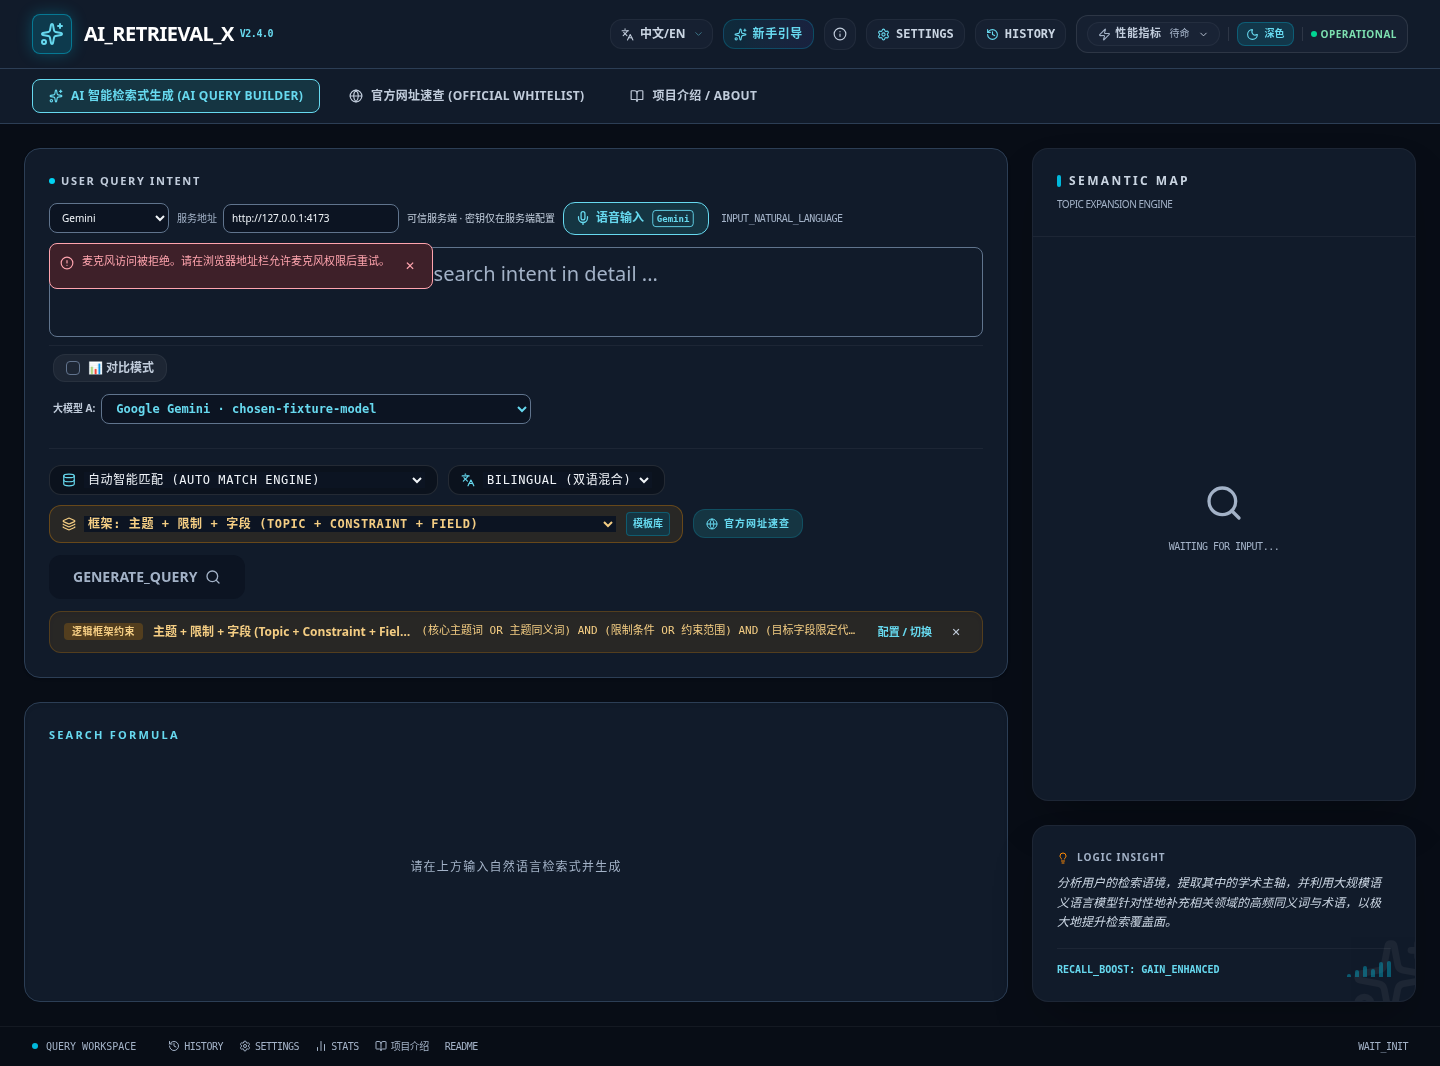 AI_RETRIEVAL_X V2.4.0
中文/EN
新手引导
SETTINGS
HISTORY
性能指标 待命
深色
OPERATIONAL
AI 智能检索式生成 (AI QUERY BUILDER)
官方网址速查 (OFFICIAL WHITELIST)
项目介绍 / ABOUT
USER QUERY INTENT
Gemini
服务地址
http://127.0.0.1:4173
可信服务端 · 密钥仅在服务端配置
语音输入 Gemini
INPUT_NATURAL_LANGUAGE
麦克风访问被拒绝。请在浏览器地址栏允许麦克风权限后重试。 ×
search intent in detail ...
📊 对比模式
大模型 A: Google Gemini · chosen-fixture-model
自动智能匹配 (AUTO MATCH ENGINE)
BILINGUAL (双语混合)
框架: 主题 + 限制 + 字段 (TOPIC + CONSTRAINT + FIELD)
模板库
官方网址速查
GENERATE_QUERY
逻辑框架约束 主题 + 限制 + 字段 (Topic + Constraint + Fiel... (核心主题词 OR 主题同义词) AND (限制条件 OR 约束范围) AND (目标字段限定代… 配置 / 切换 ×
SEARCH FORMULA
请在上方输入自然语言检索式并生成
SEMANTIC MAP
TOPIC EXPANSION ENGINE
WAITING FOR INPUT...
LOGIC INSIGHT
分析用户的检索语境，提取其中的学术主轴，并利用大规模语
义语言模型针对性地补充相关领域的高频同义词与术语，以极
大地提升检索覆盖面。
RECALL_BOOST: GAIN_ENHANCED
QUERY WORKSPACE
HISTORY
SETTINGS
STATS
项目介绍
README
WAIT_INIT